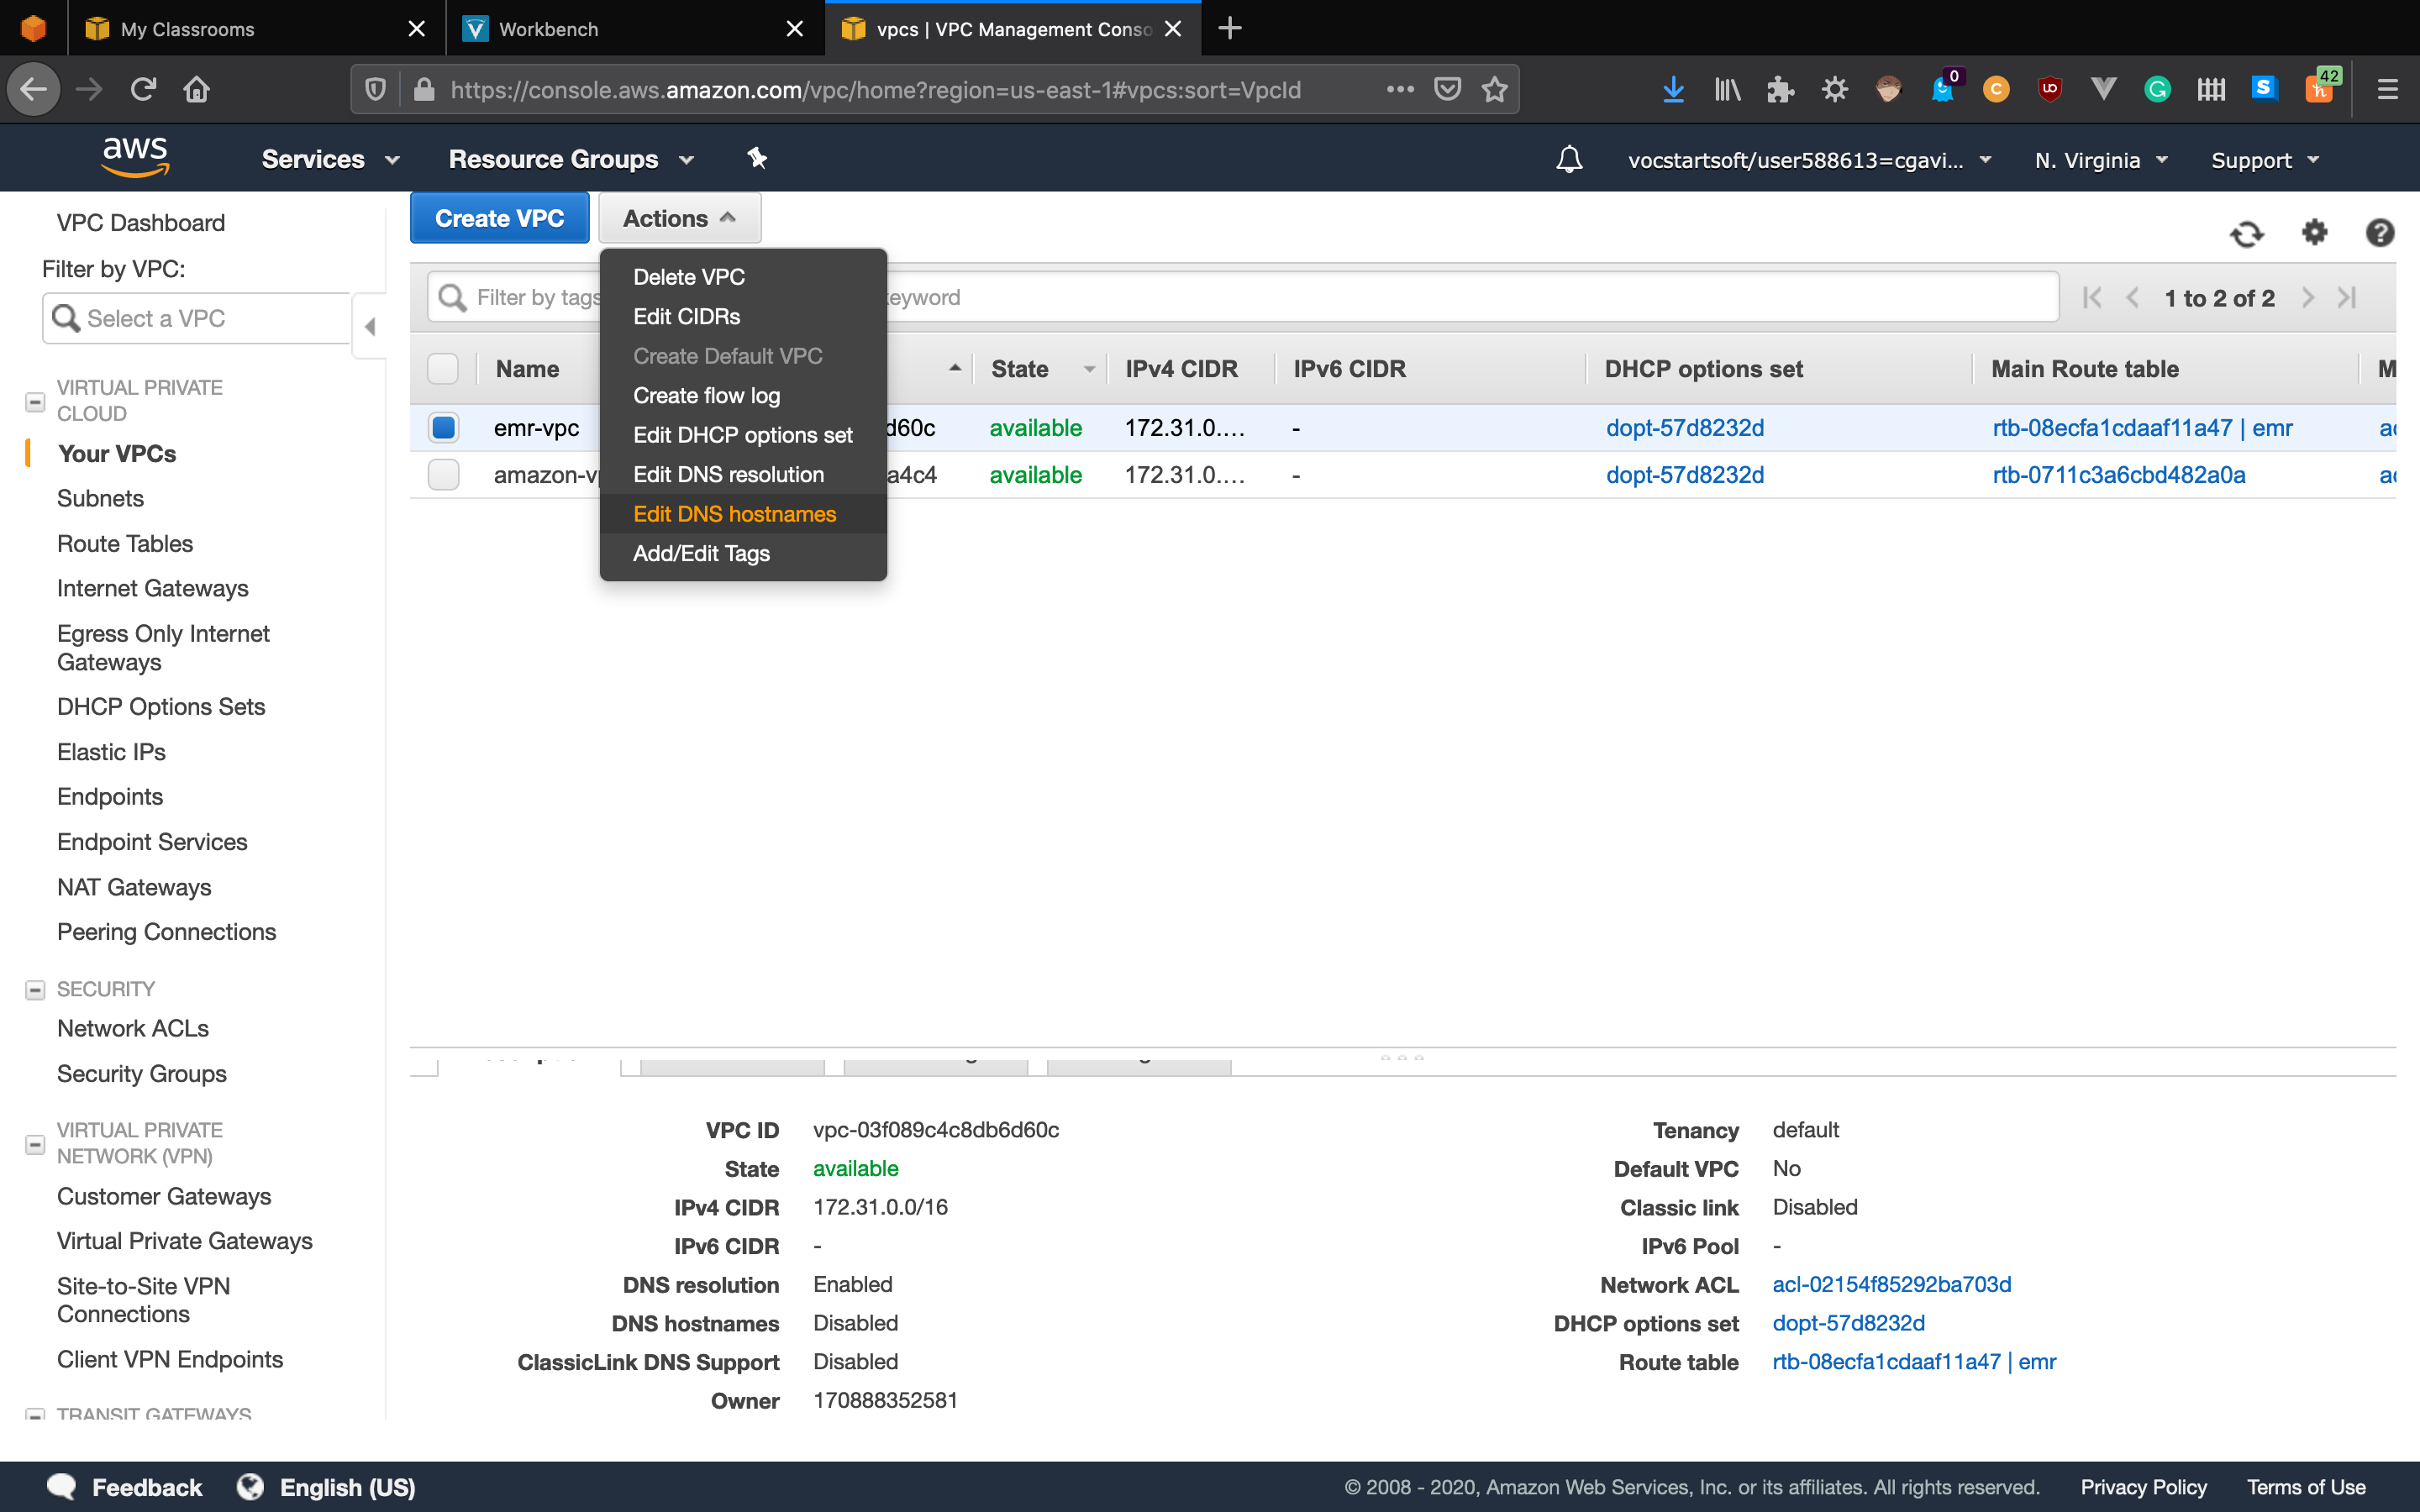 My Classrooms
Workbench
vpcs | VPC Management Conso
https://console.aws.amazon.com/vpc/home?region=us-east-1#vpcs:sort=VpcId
0
42
aws
Services
Resource Groups
vocstartsoft/user588613=cgavi...
N. Virginia
Support
VPC Dashboard
Filter by VPC:
Select a VPC
VIRTUAL PRIVATE
CLOUD
Your VPCs
Subnets
Route Tables
Internet Gateways
Egress Only Internet
Gateways
DHCP Options Sets
Elastic IPs
Endpoints
Endpoint Services
NAT Gateways
Peering Connections
SECURITY
Network ACLs
Security Groups
VIRTUAL PRIVATE
NETWORK (VPN)
Customer Gateways
Virtual Private Gateways
Site-to-Site VPN
Connections
Client VPN Endpoints
TRANSIT GATEWAYS
Create VPC
Actions
Delete VPC
Edit CIDRs
Create Default VPC
Create flow log
Edit DHCP options set
Edit DNS resolution
Edit DNS hostnames
Add/Edit Tags
Filter by tags eyword
1 to 2 of 2
Name State IPv4 CIDR IPv6 CIDR DHCP options set Main Route table M
emr-vpc d60c available 172.31.0.... - dopt-57d8232d rtb-08ecfa1cdaaf11a47 | emr ac
amazon-vp a4c4 available 172.31.0.... - dopt-57d8232d rtb-0711c3a6cbd482a0a ac
VPC ID vpc-03f089c4c8db6d60c
State available
IPv4 CIDR 172.31.0.0/16
IPv6 CIDR -
DNS resolution Enabled
DNS hostnames Disabled
ClassicLink DNS Support Disabled
Owner 170888352581
Tenancy default
Default VPC No
Classic link Disabled
IPv6 Pool -
Network ACL acl-02154f85292ba703d
DHCP options set dopt-57d8232d
Route table rtb-08ecfa1cdaaf11a47 | emr
Feedback
English (US)
© 2008 - 2020, Amazon Web Services, Inc. or its affiliates. All rights reserved.
Privacy Policy
Terms of Use